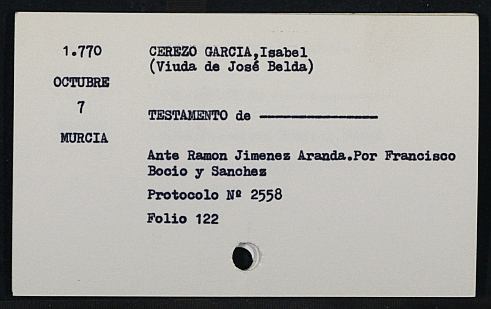 1.770
OCTUBRE
7
MURCIA
CEREZO GARCIA,Isabel
(Viuda de José Belda)
TESTAMENTO de ——————————
Ante Ramon Jimenez Aranda.Por Francisco
Bocio y Sanchez
Protocolo Nº 2558
Folio 122